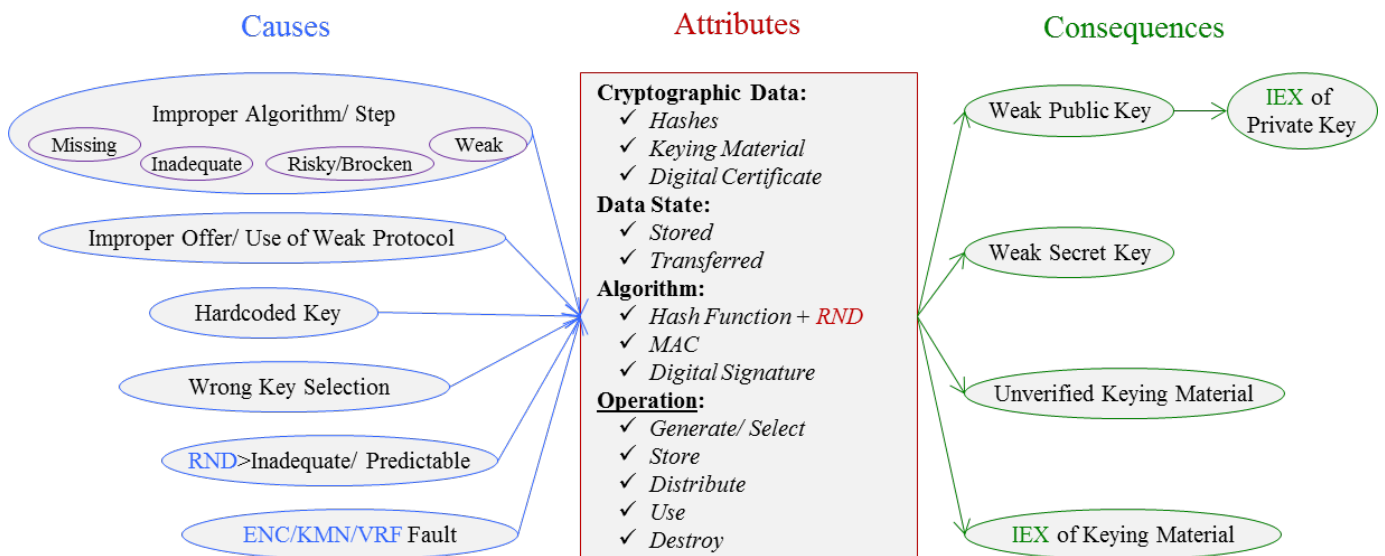 Causes
Attributes
Consequences
Improper Algorithm/ Step
Missing
Inadequate
Risky/Brocken
Weak
Improper Offer/ Use of Weak Protocol
Hardcoded Key
Wrong Key Selection
RND>Inadequate/ Predictable
ENC/KMN/VRF Fault
Cryptographic Data:
✓ Hashes
✓ Keying Material
✓ Digital Certificate
Data State:
✓ Stored
✓ Transferred
Algorithm:
✓ Hash Function + RND
✓ MAC
✓ Digital Signature
Operation:
✓ Generate/ Select
✓ Store
✓ Distribute
✓ Use
✓ Destroy
Weak Public Key
IEX of
Private Key
Weak Secret Key
Unverified Keying Material
IEX of Keying Material